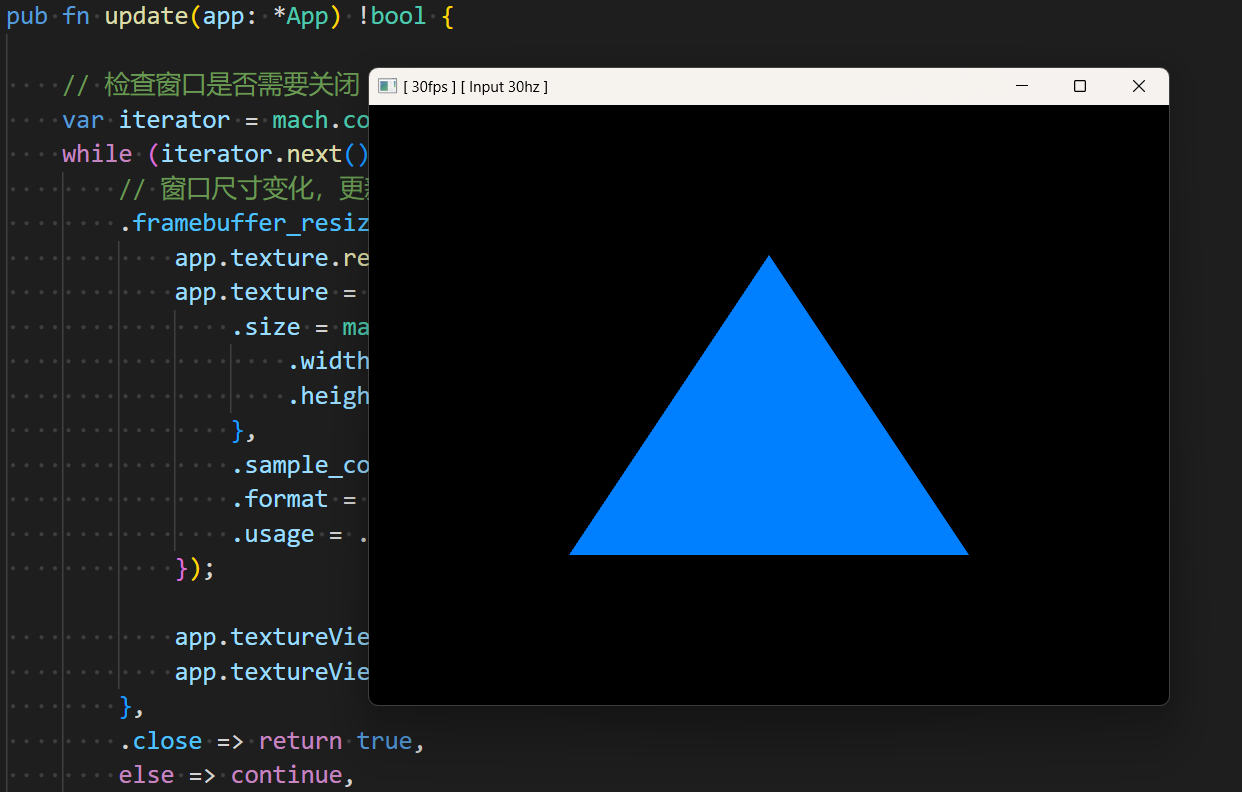 pub fn update(app: *App) !bool {
// 检查窗口是否需要关闭
[ 30fps ] [ Input 30hz ]
var iterator = mach.co
while (iterator.next()
// 窗口尺寸变化，更
.framebuffer_resiz
app.texture.re
app.texture =
.size = ma
.width
.heigh
},
.sample_co
.format =
.usage = .
});
app.textureVie
app.textureVie
},
.close => return true,
else => continue,